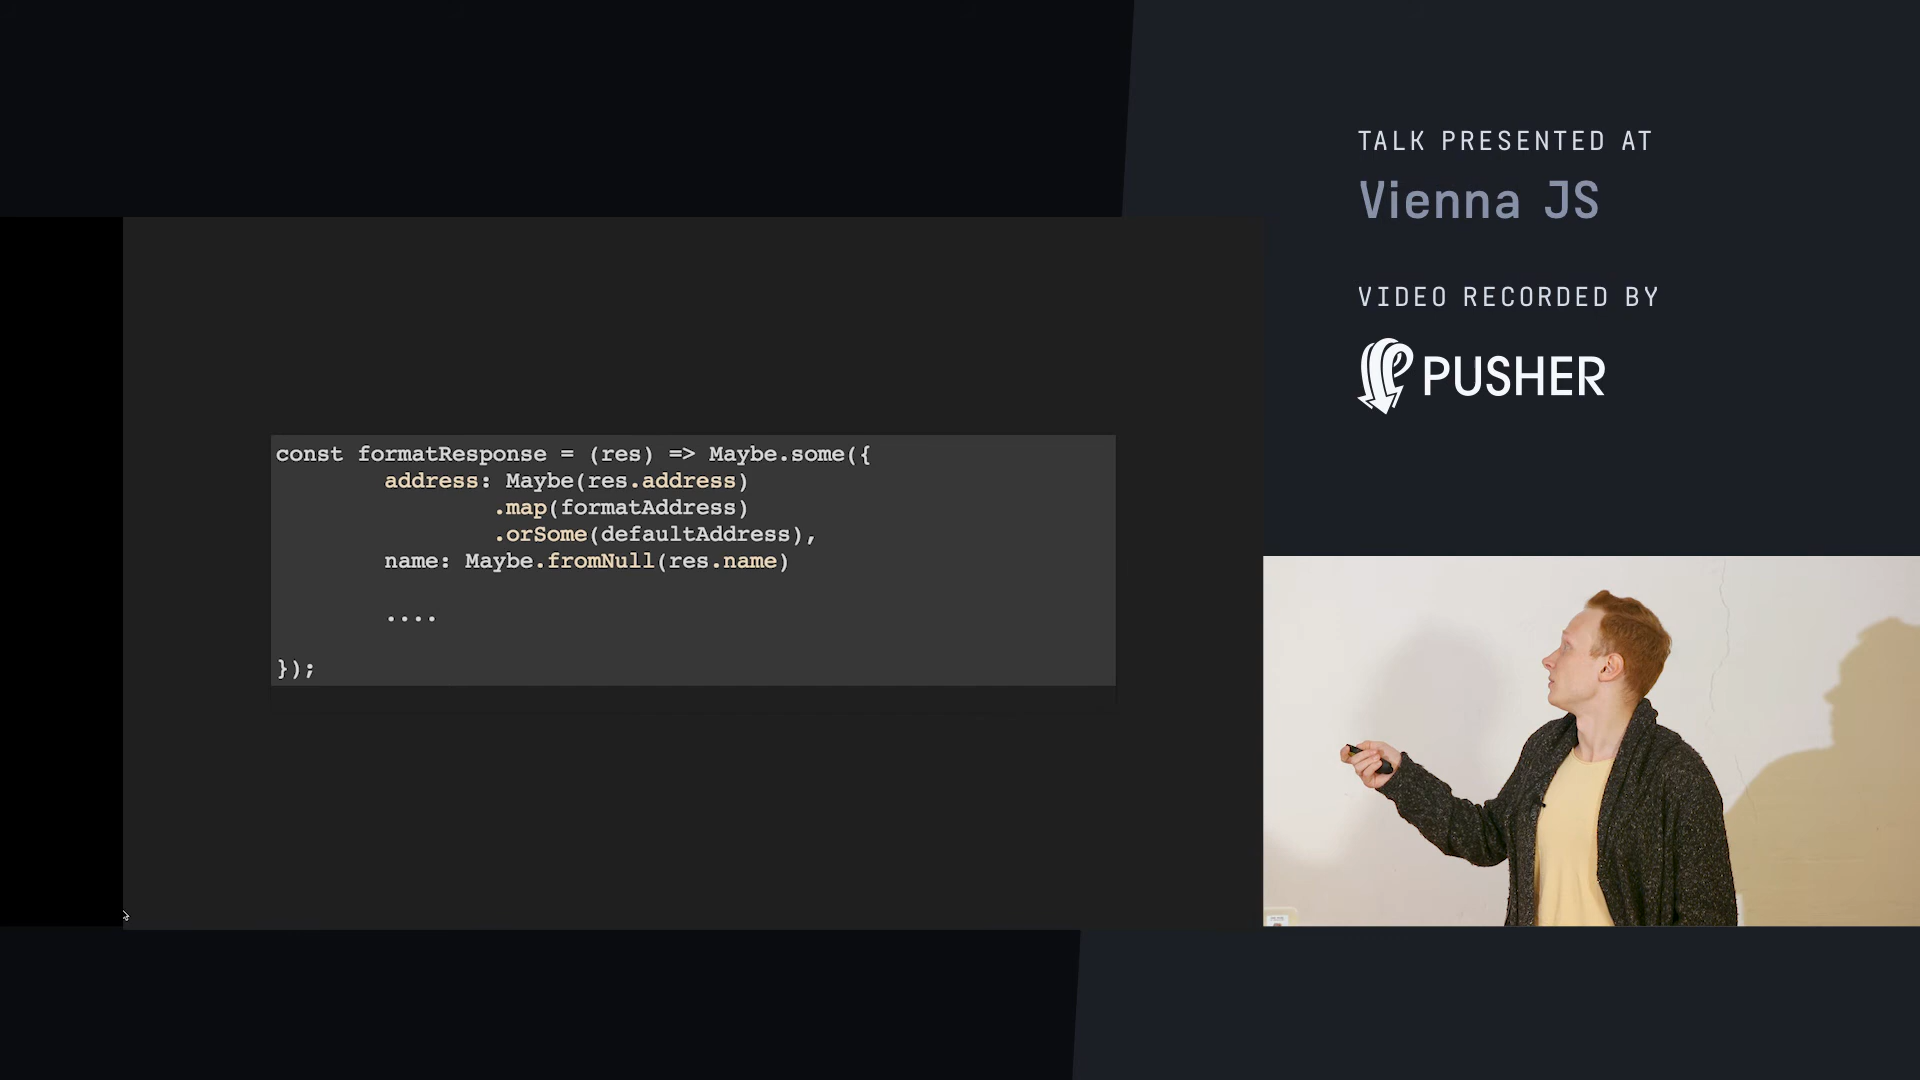 TALK PRESENTED AT
Vienna JS
VIDEO RECORDED BY
PUSHER
const formatResponse = (res) => Maybe.some({
address: Maybe(res.address)
.map(formatAddress)
.orSome(defaultAddress),
name: Maybe.fromNull(res.name)
....
});